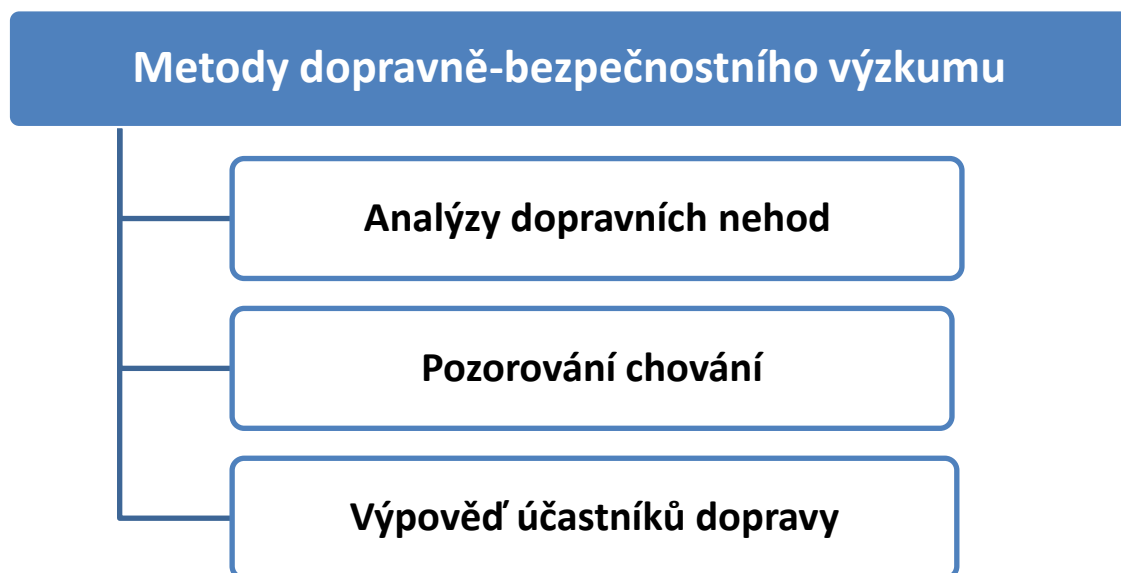 Metody dopravně-bezpečnostního výzkumu
Analýzy dopravních nehod
Pozorování chování
Výpověď účastníků dopravy